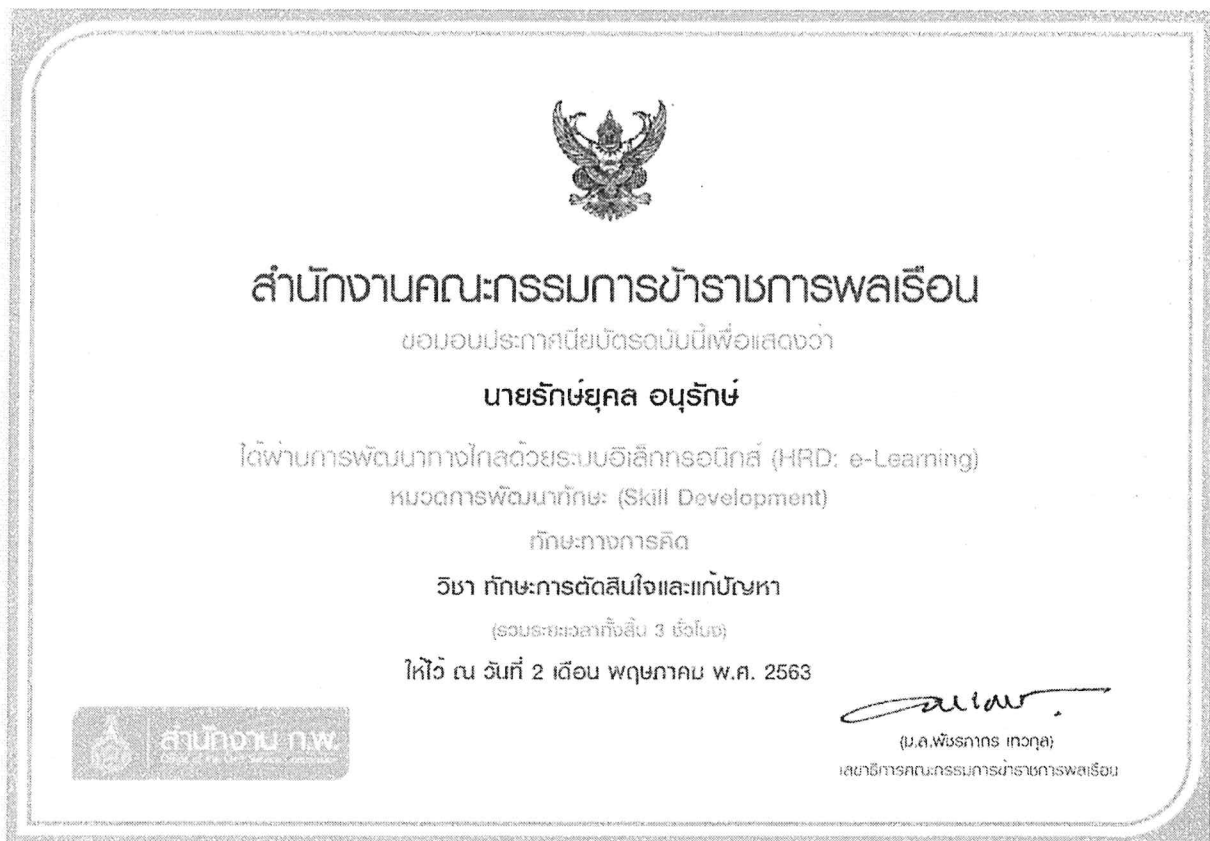 สำนักงานคณะกรรมการข้าราชการพลเรือน
ขอมอบประกาศนียบัตรฉบับนี้เพื่อแสดงว่า
นายรักษ์ยุคล อนุรักษ์
ได้ผ่านการพัฒนาทางไกลด้วยระบบอิเล็กทรอนิกส์ (HRD: e-Learning)
หมวดการพัฒนาทักษะ (Skill Development)
ทักษะทางการคิด
วิชา ทักษะการตัดสินใจและแก้ปัญหา
(รวมระยะเวลาทั้งสิ้น 3 ชั่วโมง)
ให้ไว้ ณ วันที่ 2 เดือน พฤษภาคม พ.ศ. 2563
สำนักงาน ก.พ.
(ม.ล.พัชรภากร เทวกุล)
เลขาธิการคณะกรรมการข้าราชการพลเรือน